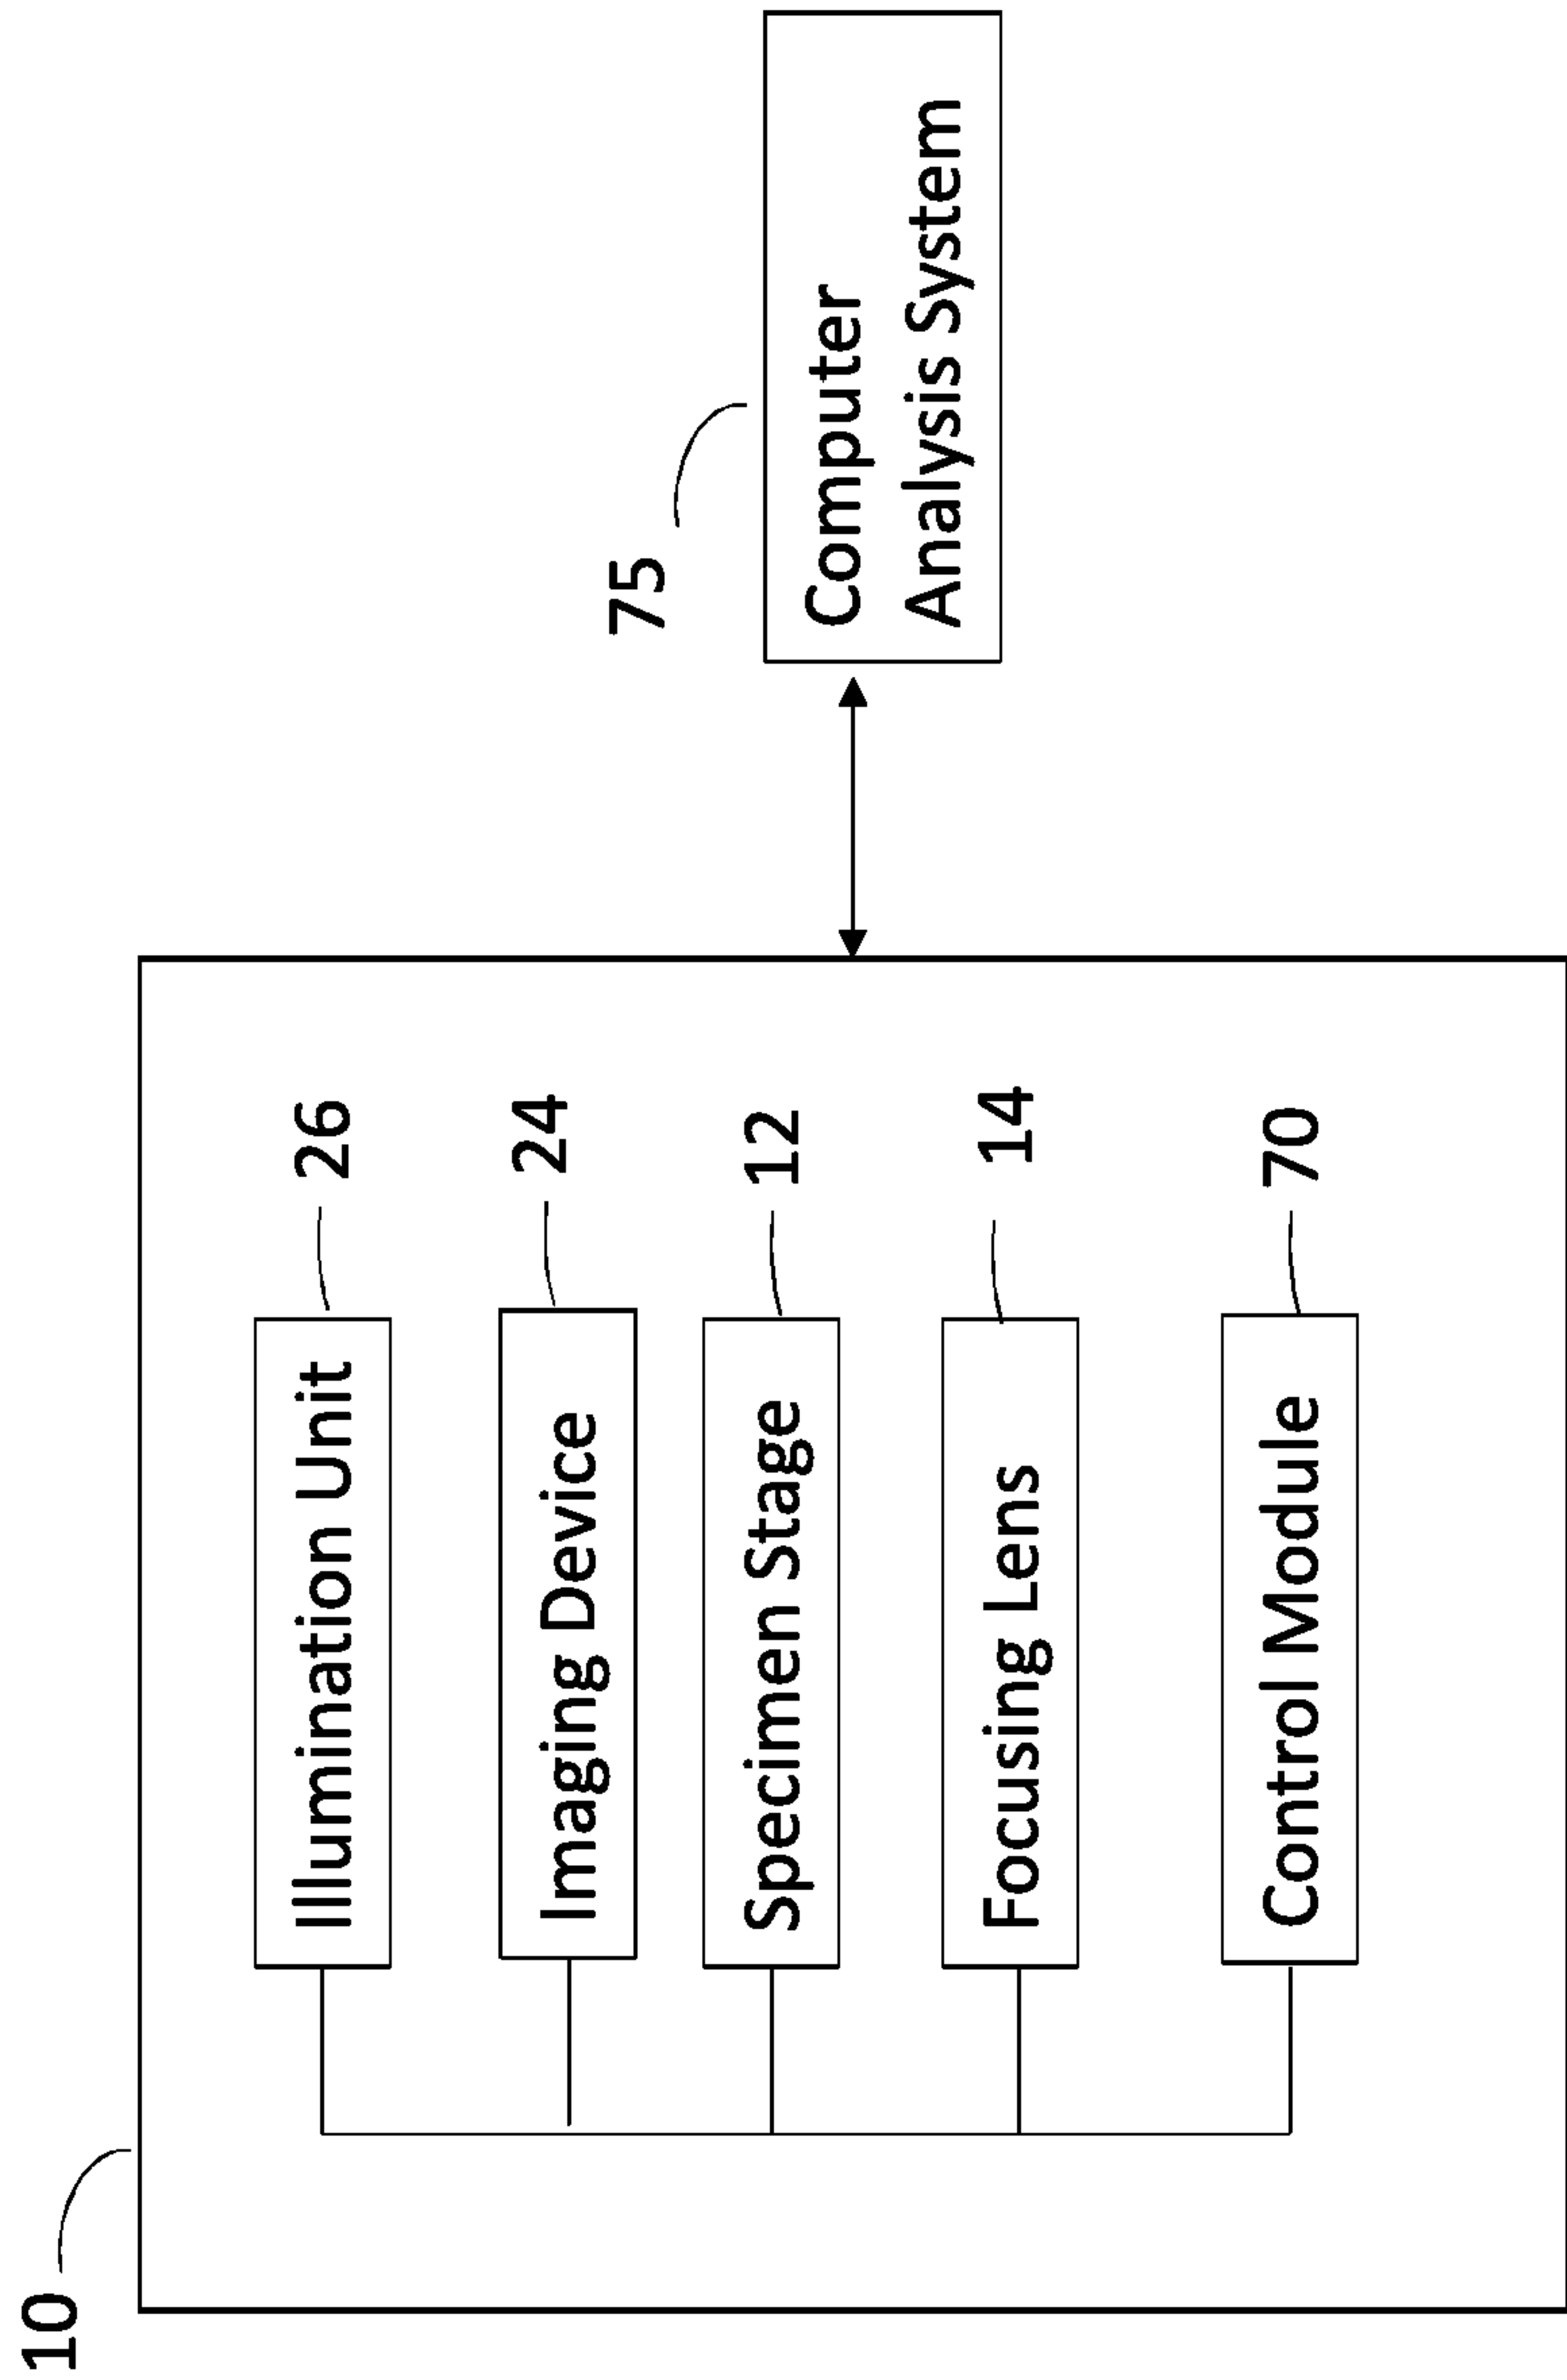 10
Illumination Unit
26
Imaging Device
24
Specimen Stage
12
Focusing Lens
14
Control Module
70
75
Computer
Analysis System